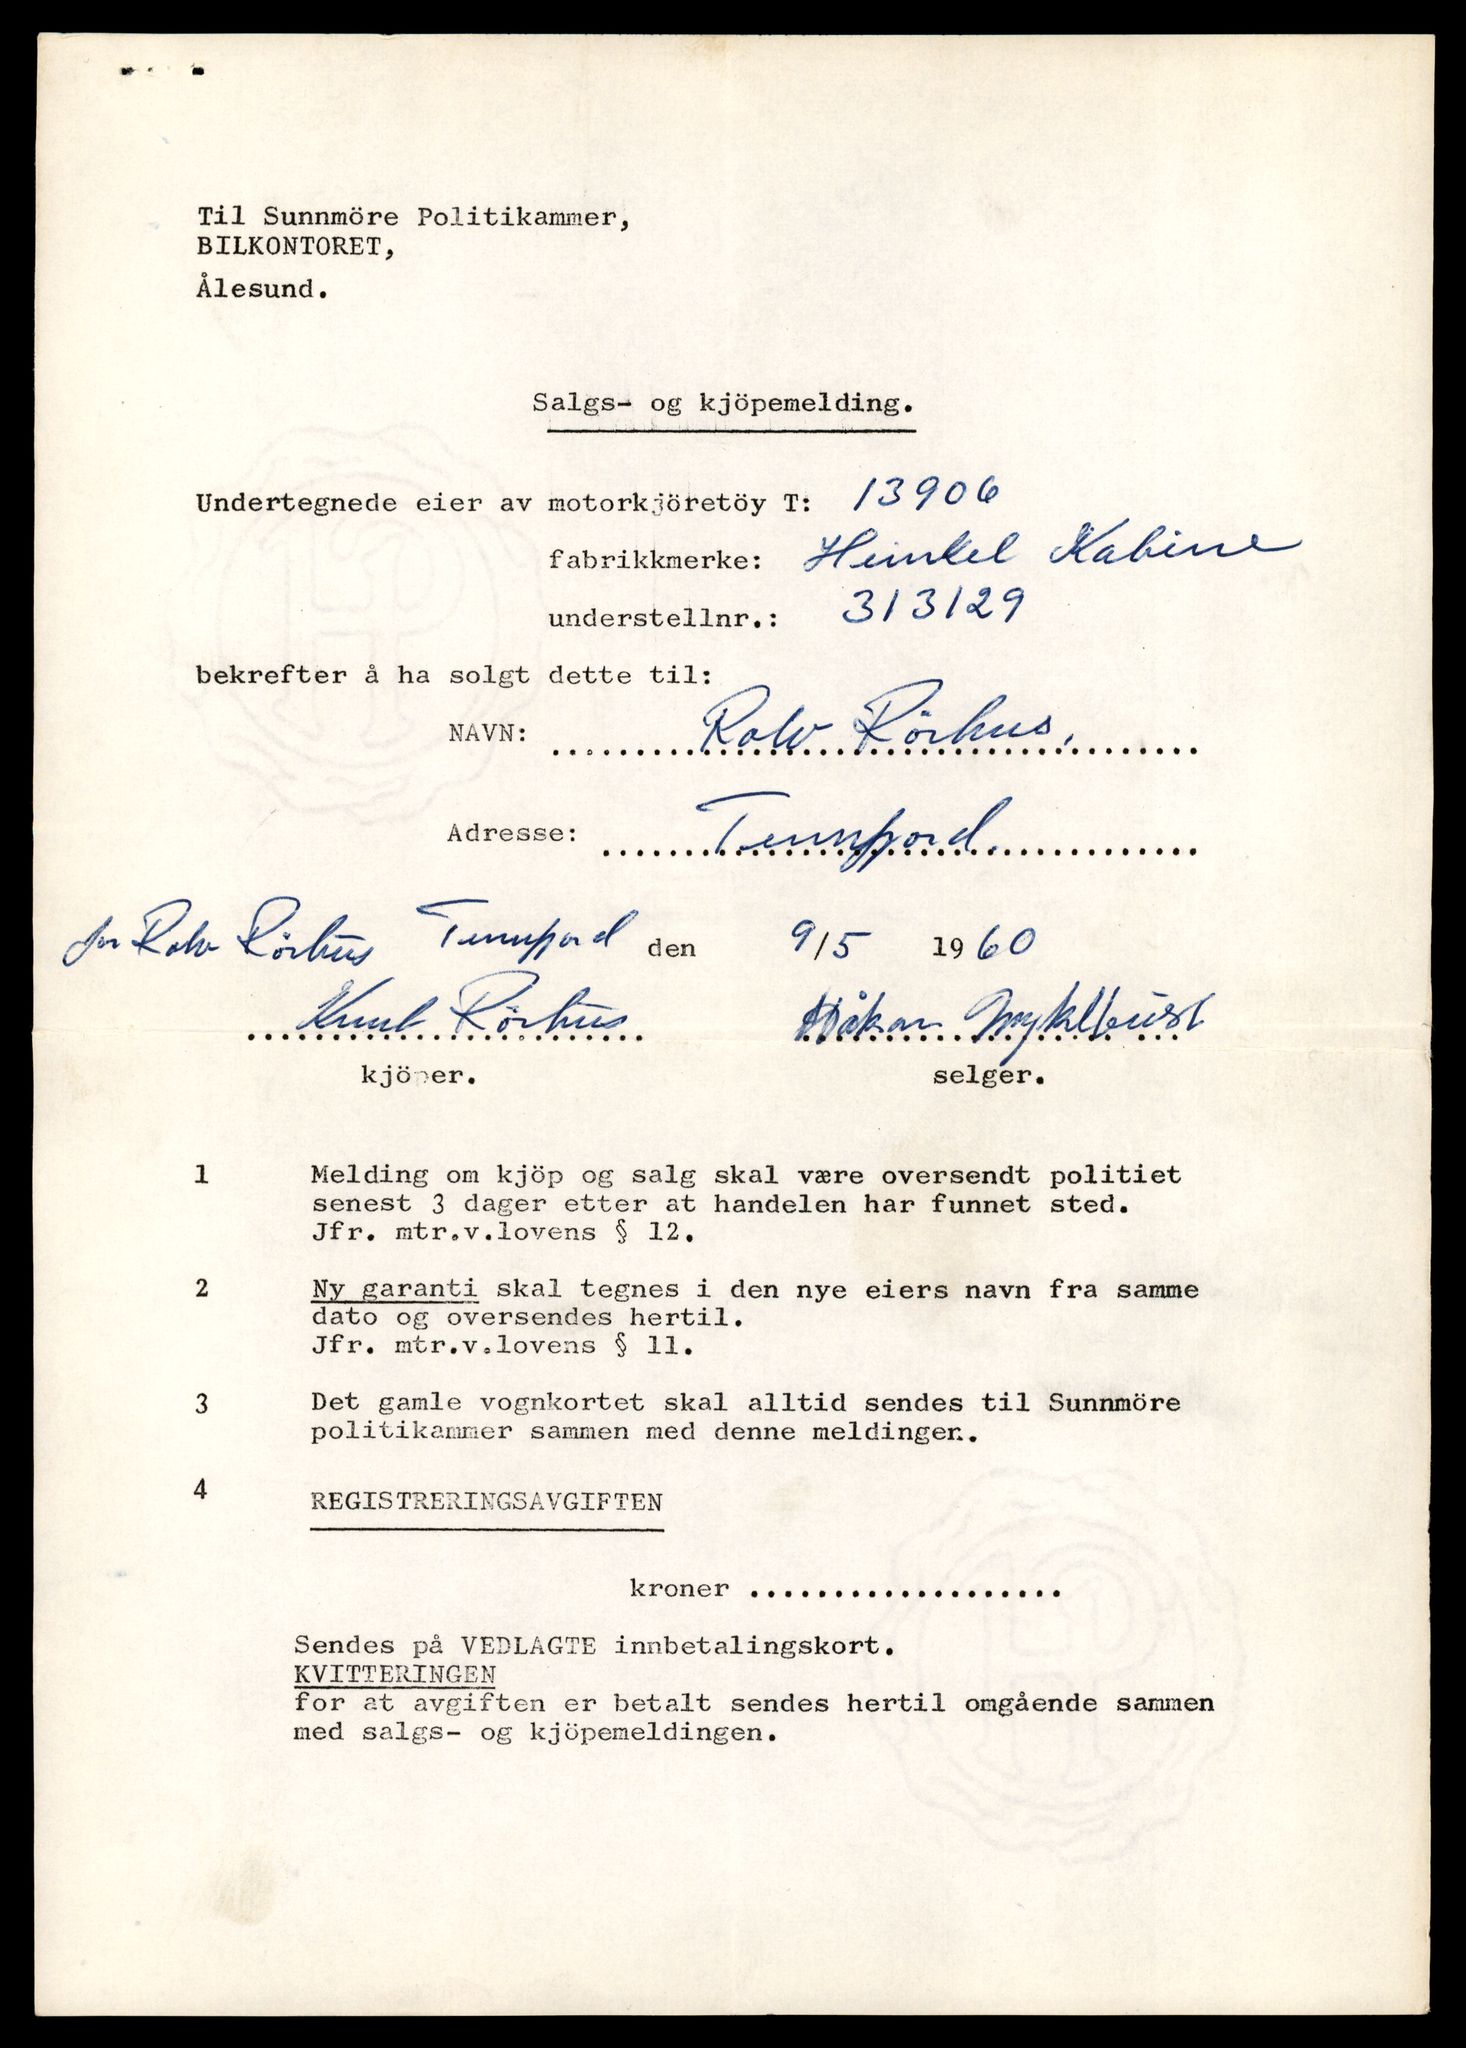 Til Sunnmöre Politikammer,
BILKONTORET,
Ålesund.
Salgs- og kjöpemelding.
Undertegnede eier av motorkjöretöy T: 13906
fabrikkmerke: Heinkel Kabine
understellnr.: 313129
bekrefter å ha solgt dette til:
NAVN: Rolv Rörhus,
Adresse: Tennfjord.
for Rolv Rörhus Tennfjord den 9/5 1960
Knut Rörhus Håkon Myklebust
kjöper. selger.
1 Melding om kjöp og salg skal være oversendt politiet
senest 3 dager etter at handelen har funnet sted.
Jfr. mtr.v.lovens § 12.
2 Ny garanti skal tegnes i den nye eiers navn fra samme
dato og oversendes hertil.
Jfr. mtr.v.lovens § 11.
3 Det gamle vognkortet skal alltid sendes til Sunnmöre
politikammer sammen med denne meldingen.
4 REGISTRERINGSAVGIFTEN
kroner ...................
Sendes på VEDLAGTE innbetalingskort.
KVITTERINGEN
for at avgiften er betalt sendes hertil omgående sammen
med salgs- og kjöpemeldingen.